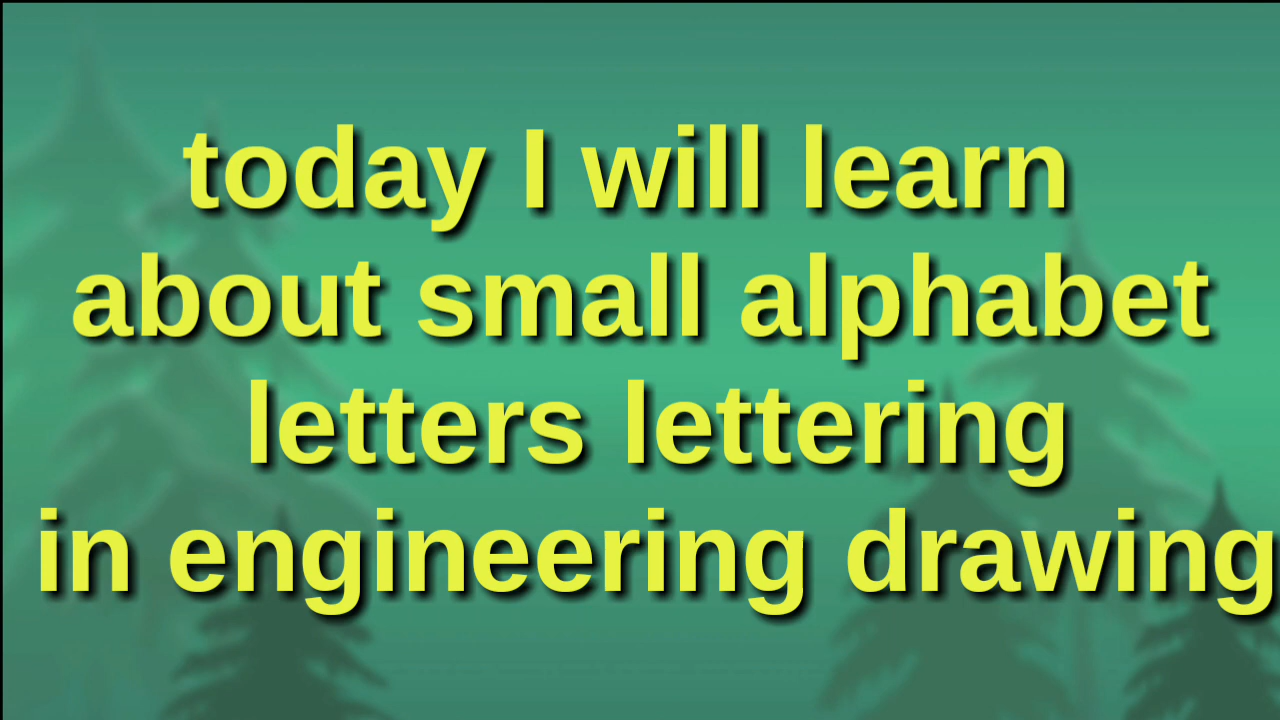 today I will learn
about small alphabet
letters lettering
in engineering drawing